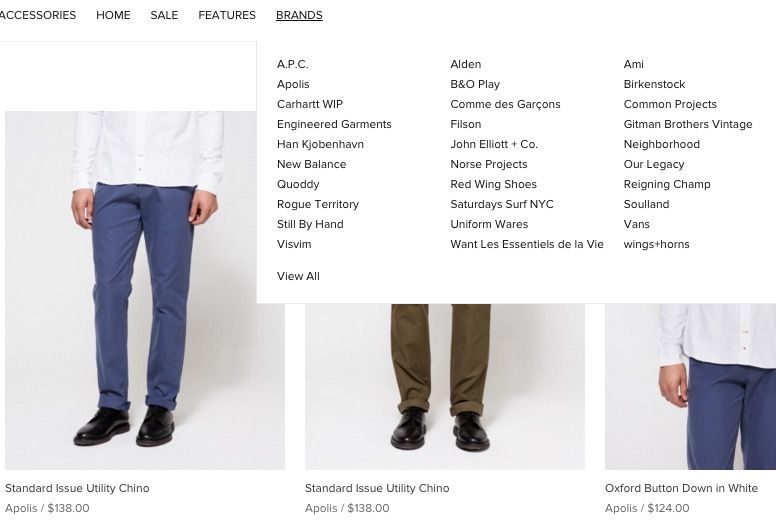 ACCESSORIES HOME SALE FEATURES BRANDS
A.P.C. Alden Ami
Apolis B&O Play Birkenstock
Carhartt WIP Comme des Garçons Common Projects
Engineered Garments Filson Gitman Brothers Vintage
Han Kjobenhavn John Elliott + Co. Neighborhood
New Balance Norse Projects Our Legacy
Quoddy Red Wing Shoes Reigning Champ
Rogue Territory Saturdays Surf NYC Soulland
Still By Hand Uniform Wares Vans
Visvim Want Les Essentiels de la Vie wings+horns
View All
Standard Issue Utility Chino Standard Issue Utility Chino Oxford Button Down in White
Apolis / $138.00 Apolis / $138.00 Apolis / $124.00